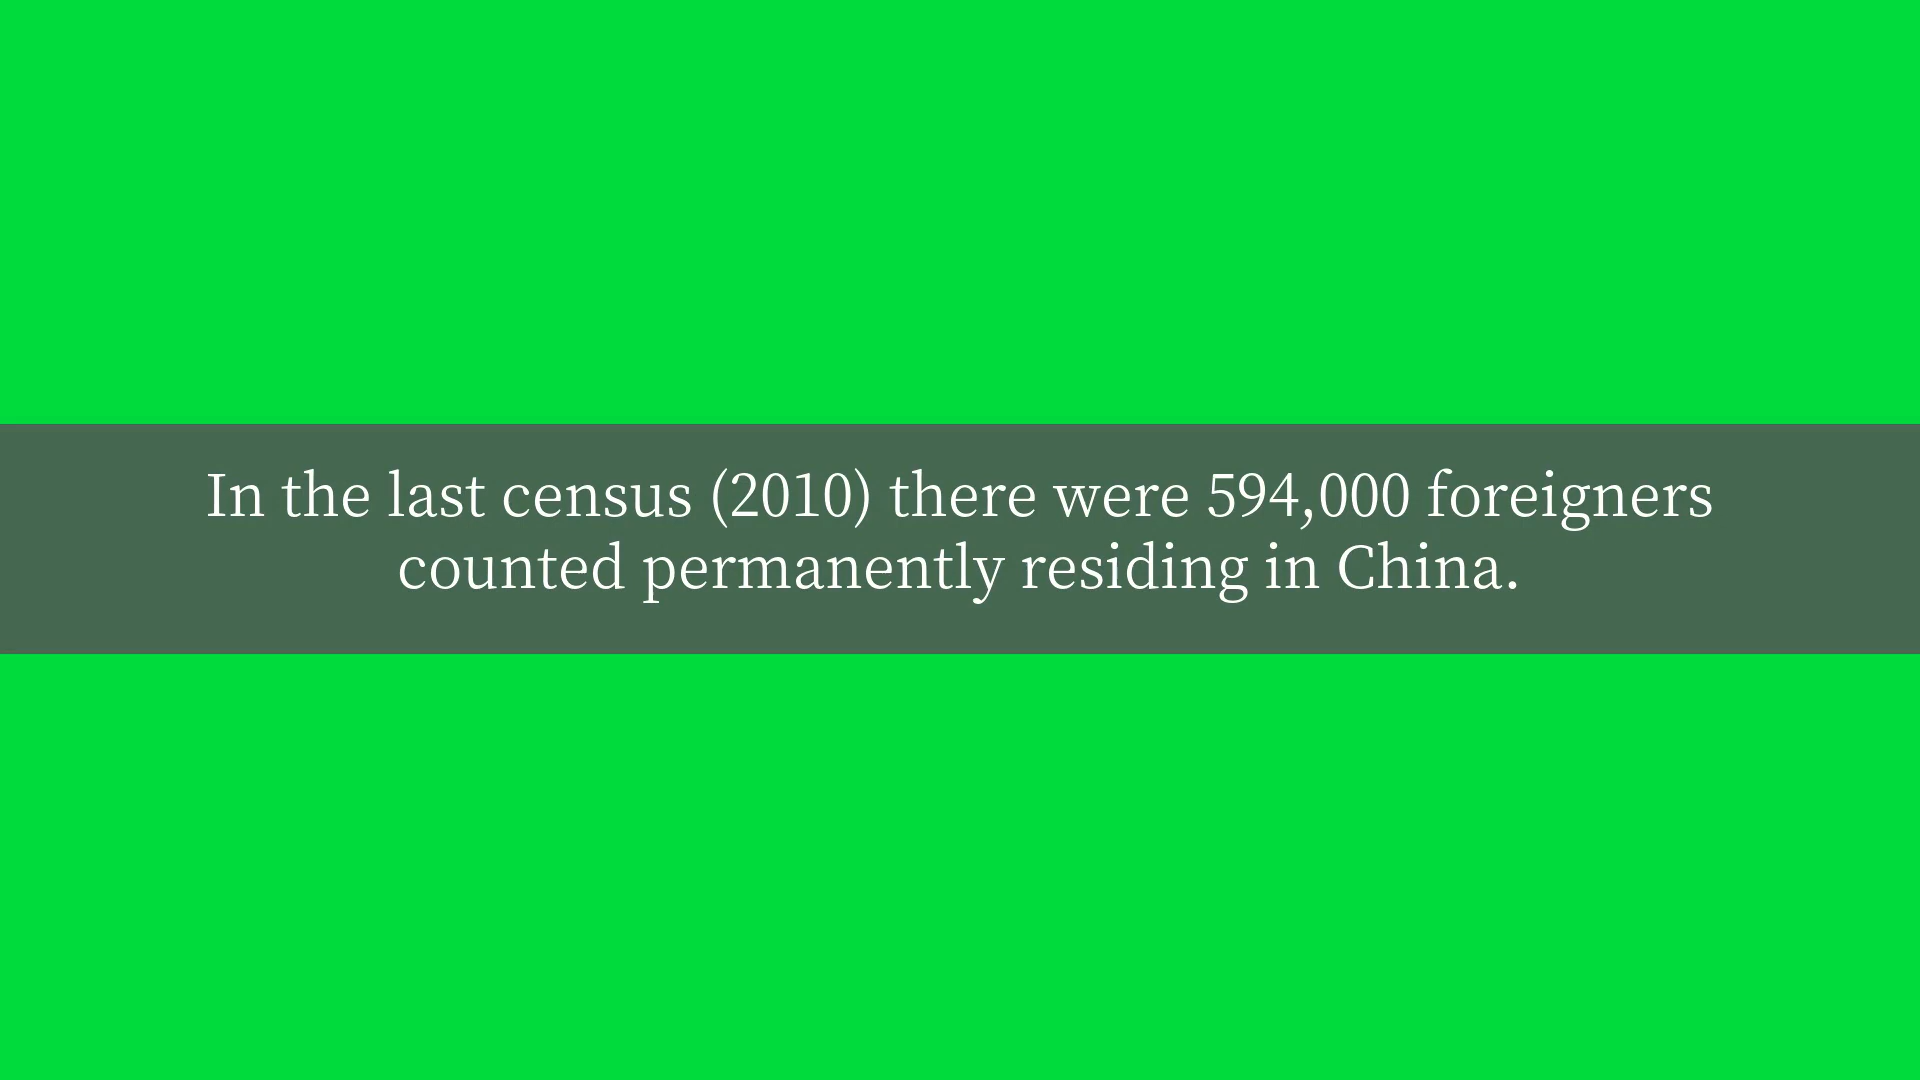 In the last census (2010) there were 594,000 foreigners
counted permanently residing in China.